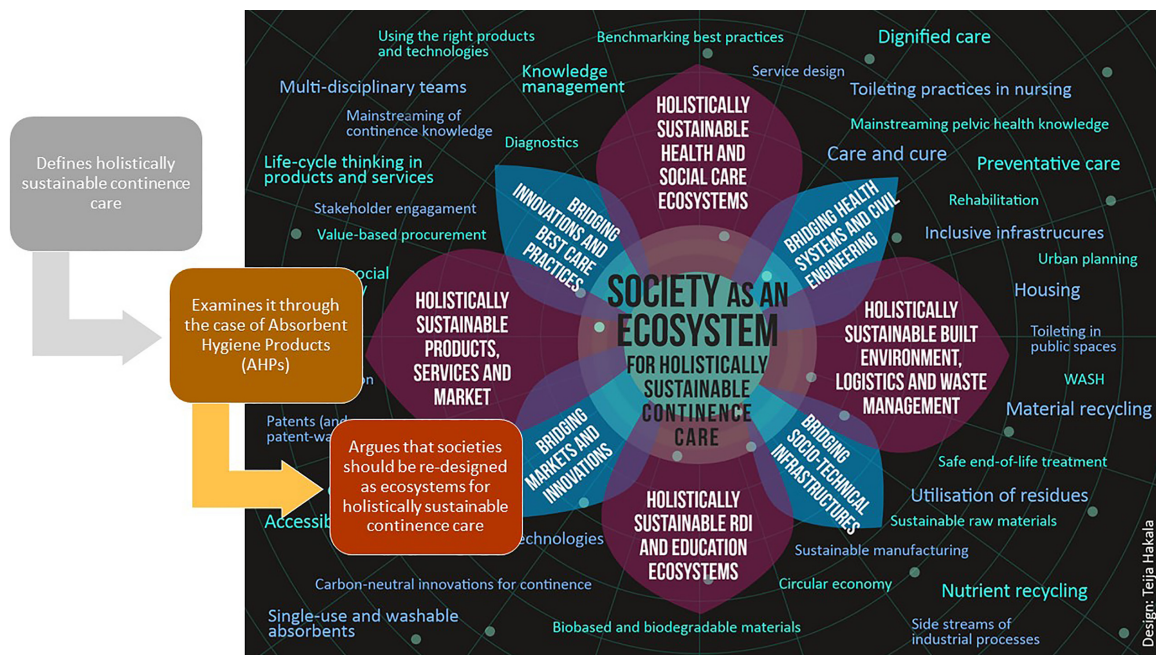 Defines holistically
sustainable continence
care
Examines it through
the case of Absorbent
Hygiene Products
(AHPs)
Argues that societies
should be re-designed
as ecosystems for
holistically sustainable
continence care
Using the right products
and technologies
Benchmarking best practices
Dignified care
Knowledge
management
Service design
Multi-disciplinary teams
Toileting practices in nursing
Mainstreaming of
continence knowledge
Mainstreaming pelvic health knowledge
Diagnostics
Care and cure
Life-cycle thinking in
products and services
Preventative care
Rehabilitation
Stakeholder engagament
Value-based procurement
Inclusive infrastrucures
Urban planning
social
Housing
Toileting in
public spaces
WASH
Patents (and
Material recycling
Safe end-of-life treatment
Utilisation of residues
Sustainable raw materials
Sustainable manufacturing
Carbon-neutral innovations for continence
Circular economy
Nutrient recycling
Single-use and washable
absorbents
Biobased and biodegradable materials
Side streams of
industrial processes
HOLISTICALLY
SUSTAINABLE
HEALTH AND
SOCIAL CARE
ECOSYSTEMS
BRIDGING
INNOVATIONS AND
BEST CARE
PRACTICES
BRIDGING HEALTH
SYSTEMS AND CIVIL
ENGINEERING
HOLISTICALLY
SUSTAINABLE
PRODUCTS,
SERVICES AND
MARKET
SOCIETY AS AN
ECOSYSTEM
FOR HOLISTICALLY
SUSTAINABLE
CONTINENCE
CARE
HOLISTICALLY
SUSTAINABLE BUILT
ENVIRONMENT,
LOGISTICS AND WASTE
MANAGEMENT
BRIDGING
MARKETS AND
INNOVATIONS
BRIDGING
SOCIO-TECHNICAL
INFRASTRUCTURES
HOLISTICALLY
SUSTAINABLE RDI
AND EDUCATION
ECOSYSTEMS
Design: Teija Hakala